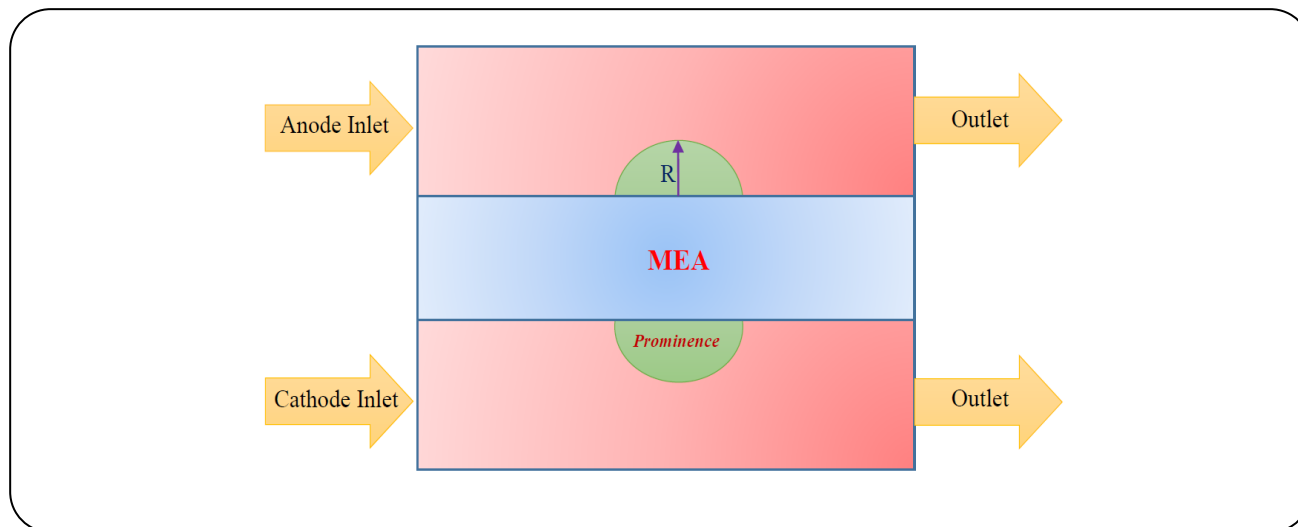 Anode Inlet
Outlet
R
MEA
Prominence
Cathode Inlet
Outlet